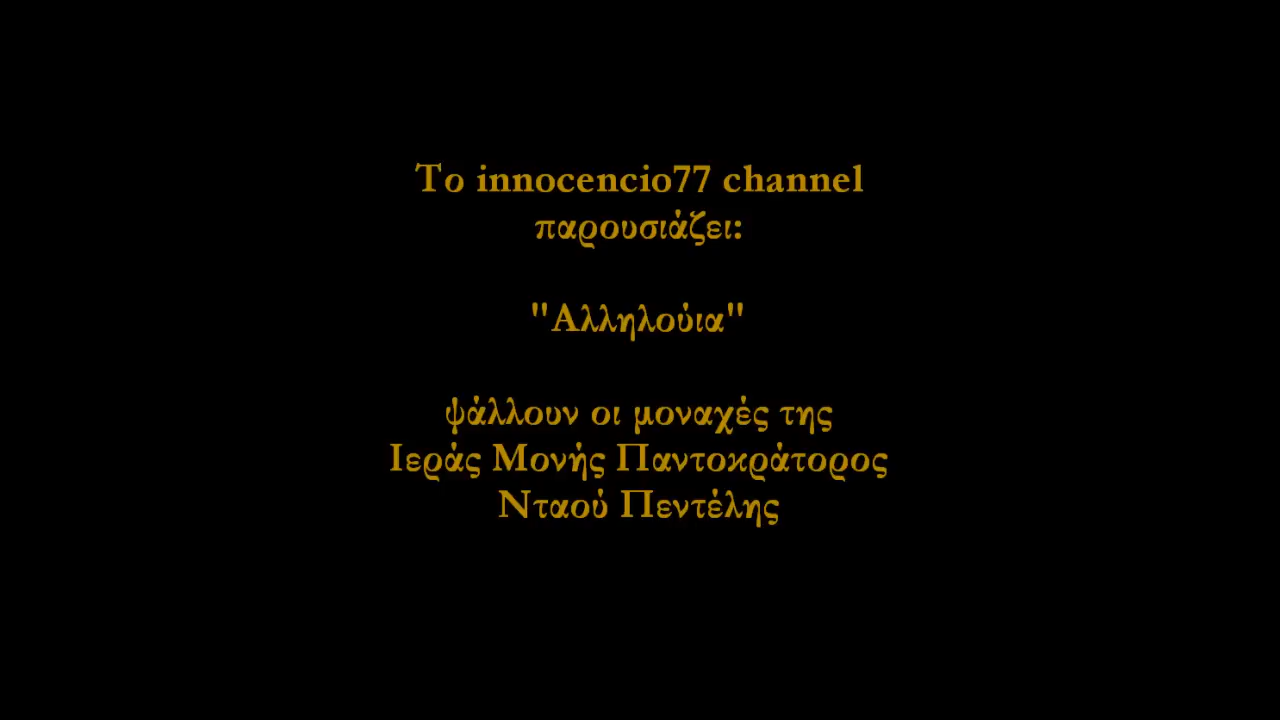 Το innocencio77 channel
παρουσιάζει:
"Αλληλούια"
ψάλλουν οι μοναχές της
Ιεράς Μονής Παντοκράτορος
Νταού Πεντέλης